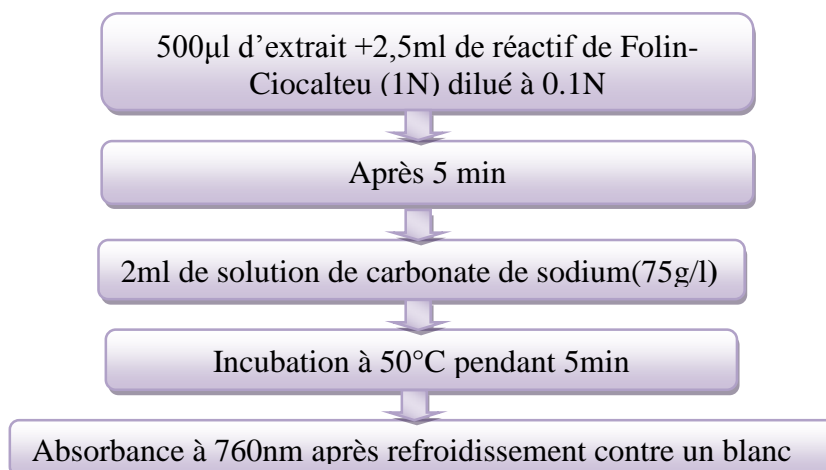 500μl d’extrait +2,5ml de réactif de Folin-
Ciocalteu (1N) dilué à 0.1N
Après 5 min
2ml de solution de carbonate de sodium(75g/l)
Incubation à 50°C pendant 5min
Absorbance à 760nm après refroidissement contre un blanc